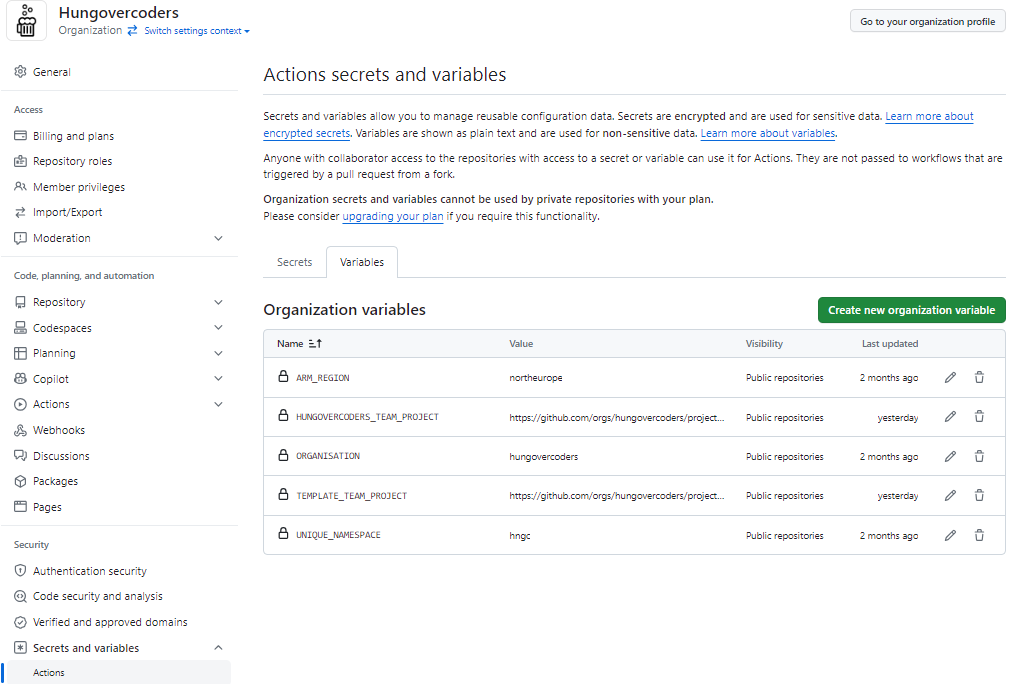 Hungovercoders
Organization Switch settings context
Go to your organization profile
General
Access
Billing and plans
Repository roles
Member privileges
Import/Export
Moderation
Code, planning, and automation
Repository
Codespaces
Planning
Copilot
Actions
Webhooks
Discussions
Packages
Pages
Security
Authentication security
Code security and analysis
Verified and approved domains
Secrets and variables
Actions
Actions secrets and variables
Secrets and variables allow you to manage reusable configuration data. Secrets are encrypted and are used for sensitive data. Learn more about
encrypted secrets. Variables are shown as plain text and are used for non-sensitive data. Learn more about variables.
Anyone with collaborator access to the repositories with access to a secret or variable can use it for Actions. They are not passed to workflows that are
triggered by a pull request from a fork.
Organization secrets and variables cannot be used by private repositories with your plan.
Please consider upgrading your plan if you require this functionality.
Secrets Variables
Organization variables
Create new organization variable
Name Value Visibility Last updated
ARM_REGION northeurope Public repositories 2 months ago
HUNGOVERCODERS_TEAM_PROJECT https://github.com/orgs/hungovercoders/project... Public repositories yesterday
ORGANISATION hungovercoders Public repositories 2 months ago
TEMPLATE_TEAM_PROJECT https://github.com/orgs/hungovercoders/project... Public repositories yesterday
UNIQUE_NAMESPACE hngc Public repositories 2 months ago